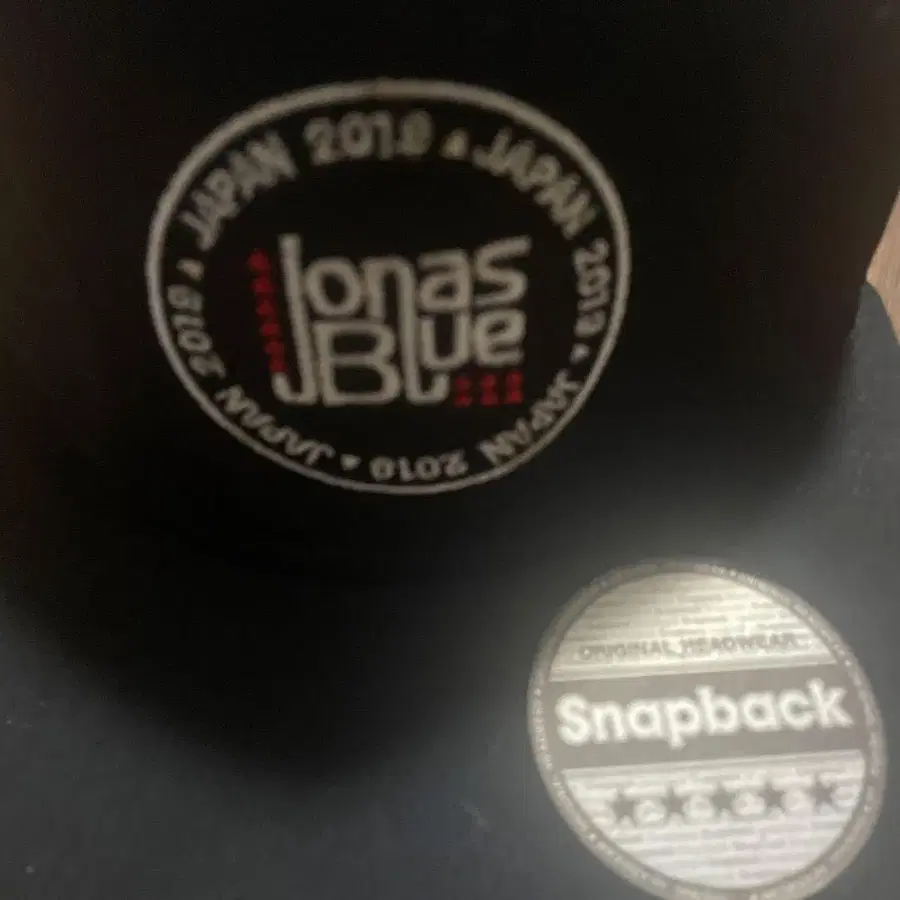 JAPAN 2019 ▲ JAPAN 2019 ▲ JAPAN 2019 ▲ JAPAN 2019 ▲
Jonas
Blue
ORIGINAL HEADWEAR
Snapback
★★★★★